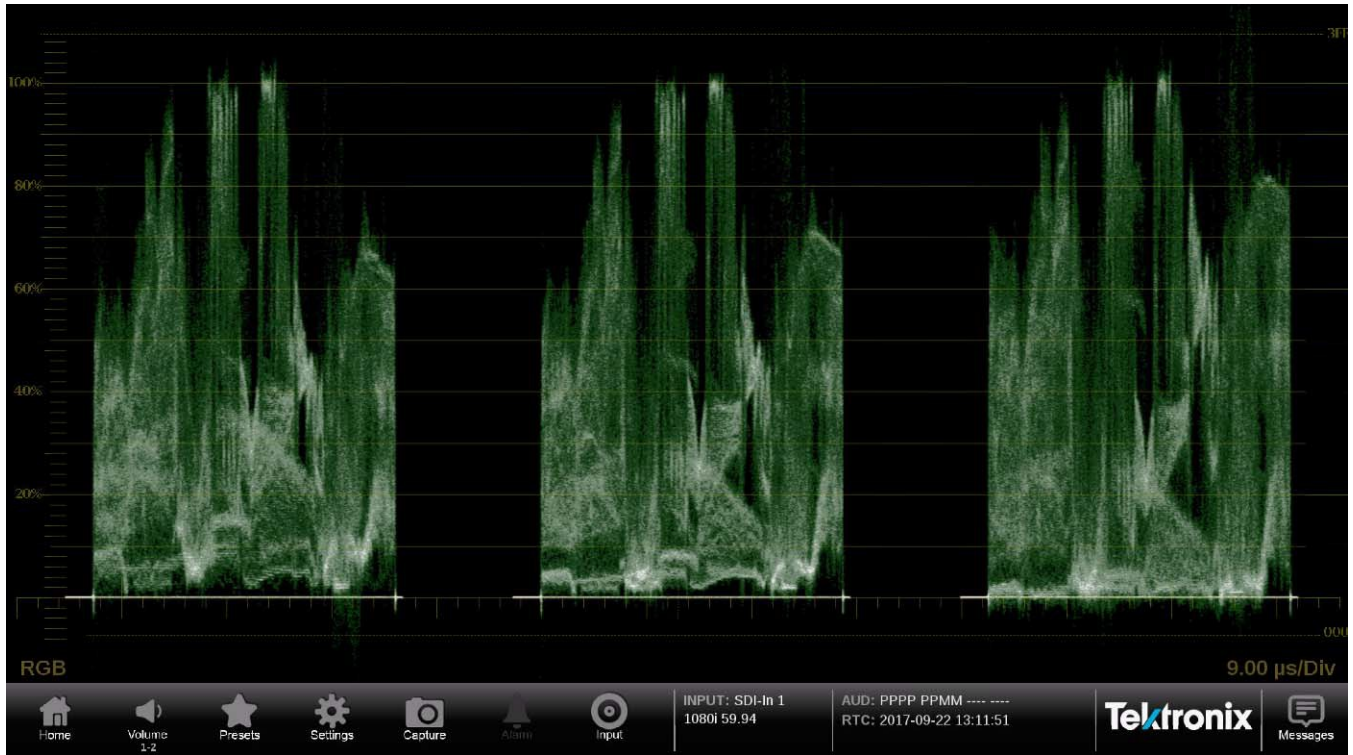 3FF
100%
80%
60%
40%
20%
000
RGB
9.00 µs/Div
Home
Volume
1-2
Presets
Settings
Capture
Alarm
Input
INPUT: SDI-In 1
1080i 59.94
AUD: PPPP PPMM ---- ----
RTC: 2017-09-22 13:11:51
Tektronix
Messages